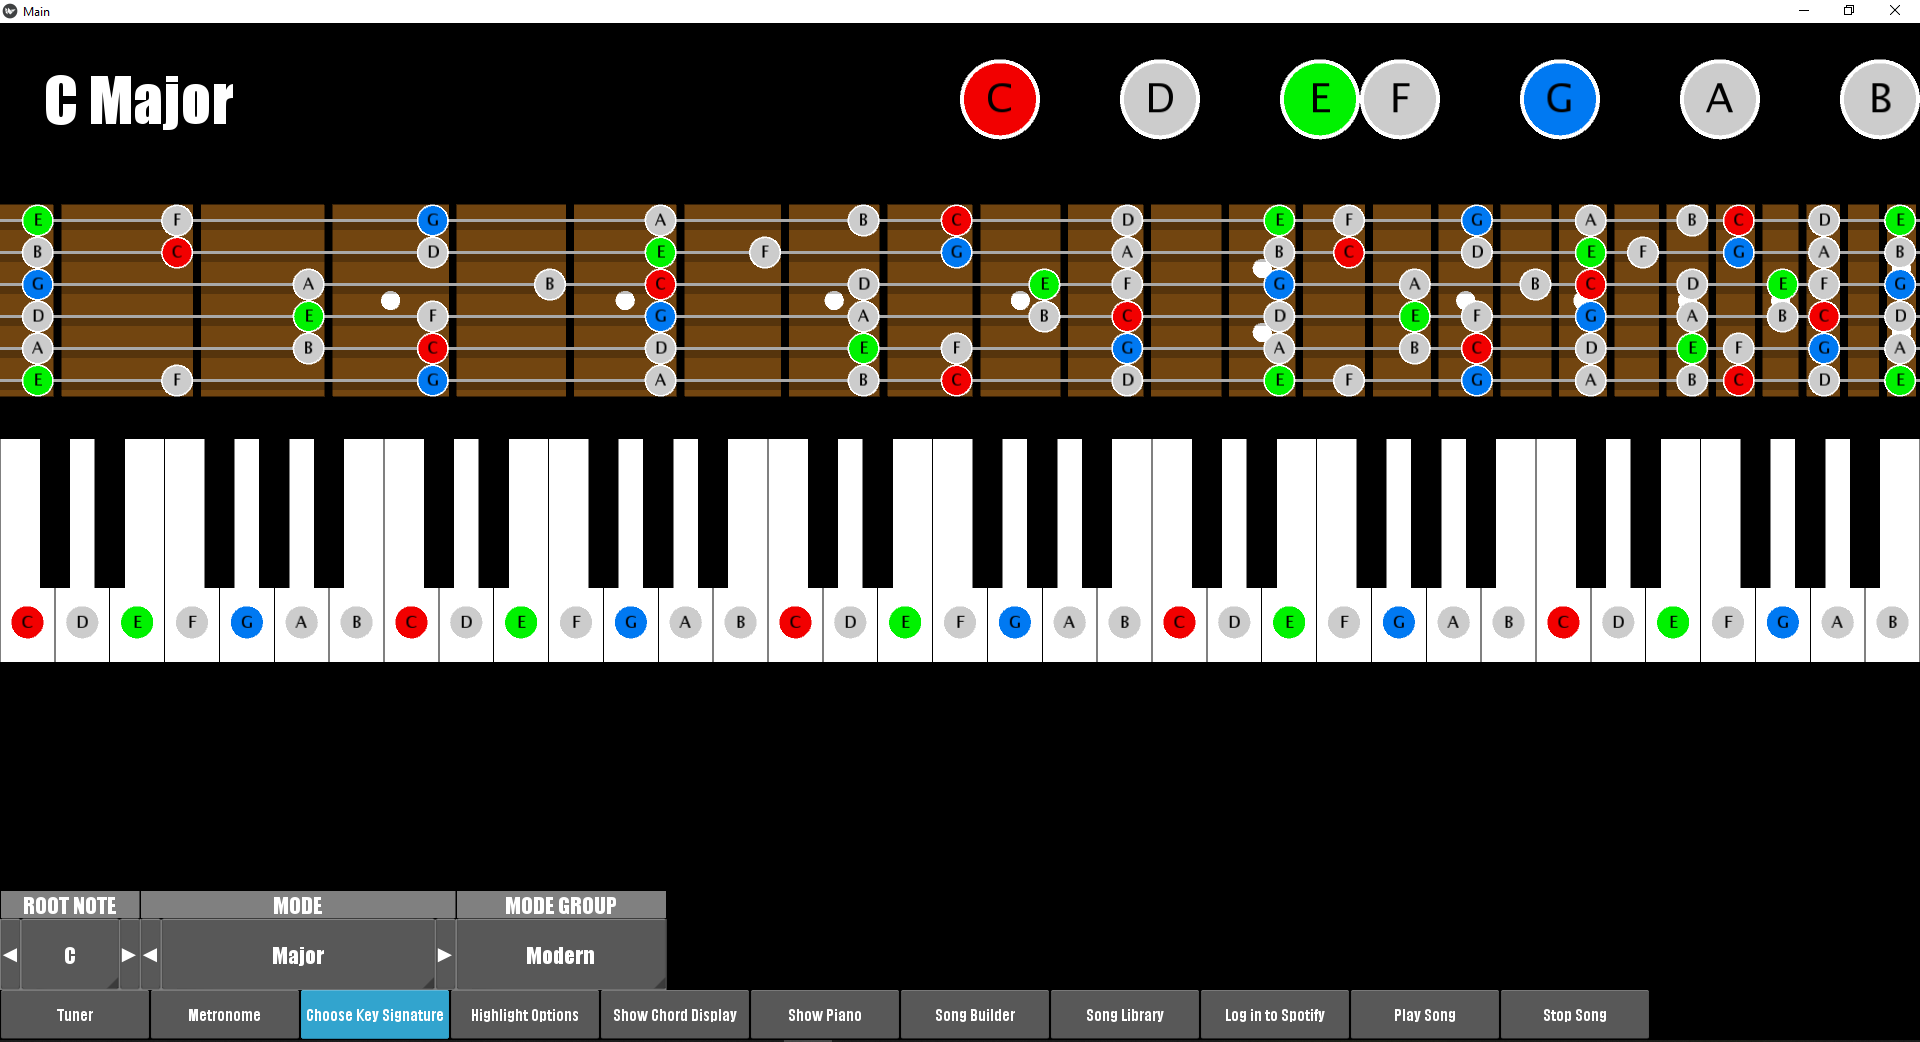 Main
C Major
C D E F G A B
E F G A B C D E F G A B C D E
B C D E F G A B C D E F G A B
G A B C D E F G A B C D E F G
D E F G A B C D E F G A B C D
A B C D E F G A B C D E F G A
E F G A B C D E F G A B C D E
C D E F G A B C D E F G A B C D E F G A B C D E F G A B C D E F G A B
ROOT NOTE MODE MODE GROUP
C Major Modern
Tuner Metronome Choose Key Signature Highlight Options Show Chord Display Show Piano Song Builder Song Library Log in to Spotify Play Song Stop Song